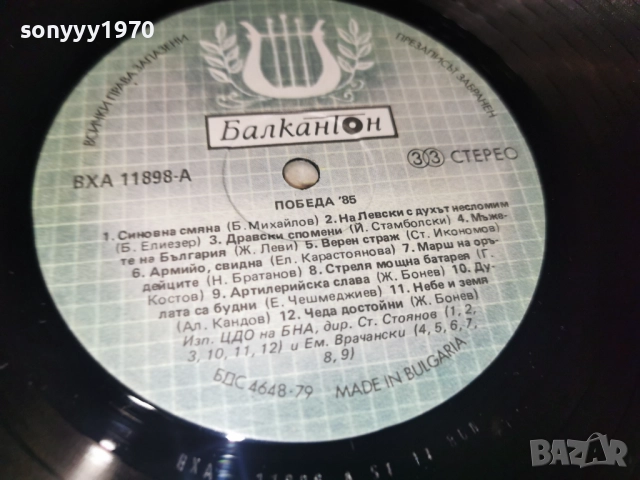 sonyyy1970
ВСИЧКИ ПРАВА ЗАПАЗЕНИ
ПРЕЗАПИСЪТ ЗАБРАНЕН
Балкантон
ВХА 11898-А
33 СТЕРЕО
ПОБЕДА '85
1. Синовна смяна (Б. Михайлов) 2. На Левски с духът несломим
(Б. Елиезер) 3. Дравски спомени (Й. Стамболски) 4. Мъже-
те на България (Ж. Леви) 5. Верен страж (Ст. Икономов)
6. Армийо, свидна (Ел. Карастоянова) 7. Марш на оръ-
дейците (Н. Братанов) 8. Стреля мощна батарея (Г.
Костов) 9. Артилерийска слава (Ж. Бонев) 10. Ду-
лата са будни (Е. Чешмеджиев) 11. Небе и земя
(Ал. Кандов) 12. Чеда достойни (Ж. Бонев)
Изп. ЦДО на БНА, дир. Ст. Стоянов (1, 2,
3, 10, 11, 12) и Ем. Врачански (4, 5, 6, 7,
8, 9)
БДС 4648-79 MADE IN BULGARIA
BAZAR